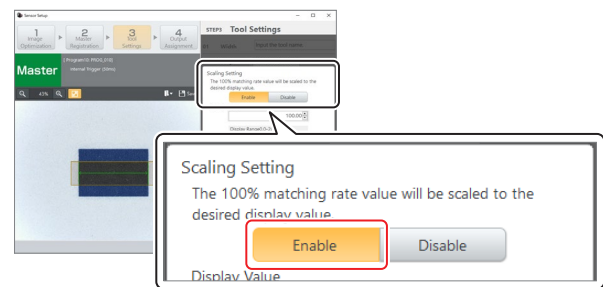 Sensor Setup
1
Image
Optimization
2
Master
Registration
3
Tool
Settings
4
Output
Assignment
STEP3 Tool Settings
Master
Internal Trigger (50ms)
45%
Scaling Setting
The 100% matching rate value will be scaled to the
desired display value.
Enable
Disable
100.00
Scaling Setting
The 100% matching rate value will be scaled to the
desired display value.
Enable
Disable
Display Value